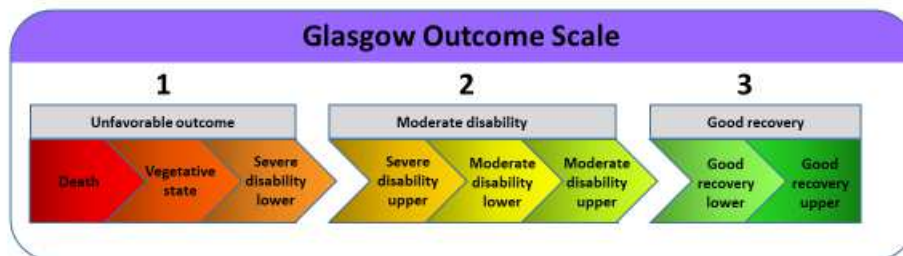 Glasgow Outcome Scale
1
2
3
Unfavorable outcome
Moderate disability
Good recovery
Death
Vegetative
state
Severe
disability
lower
Severe
disability
upper
Moderate
disability
lower
Moderate
disability
upper
Good
recovery
lower
Good
recovery
upper